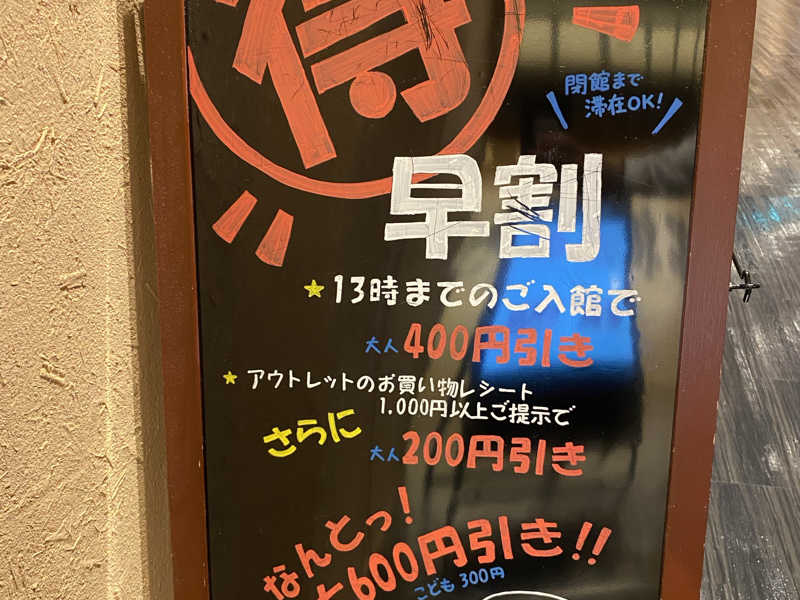 得
閉館まで
滞在OK!
早割
★13時までのご入館で
大人400円引き
★アウトレットのお買い物レシート
1.000円以上ご提示で
さらに
大人200円引き
なんとっ!
600円引き!!
こども300円